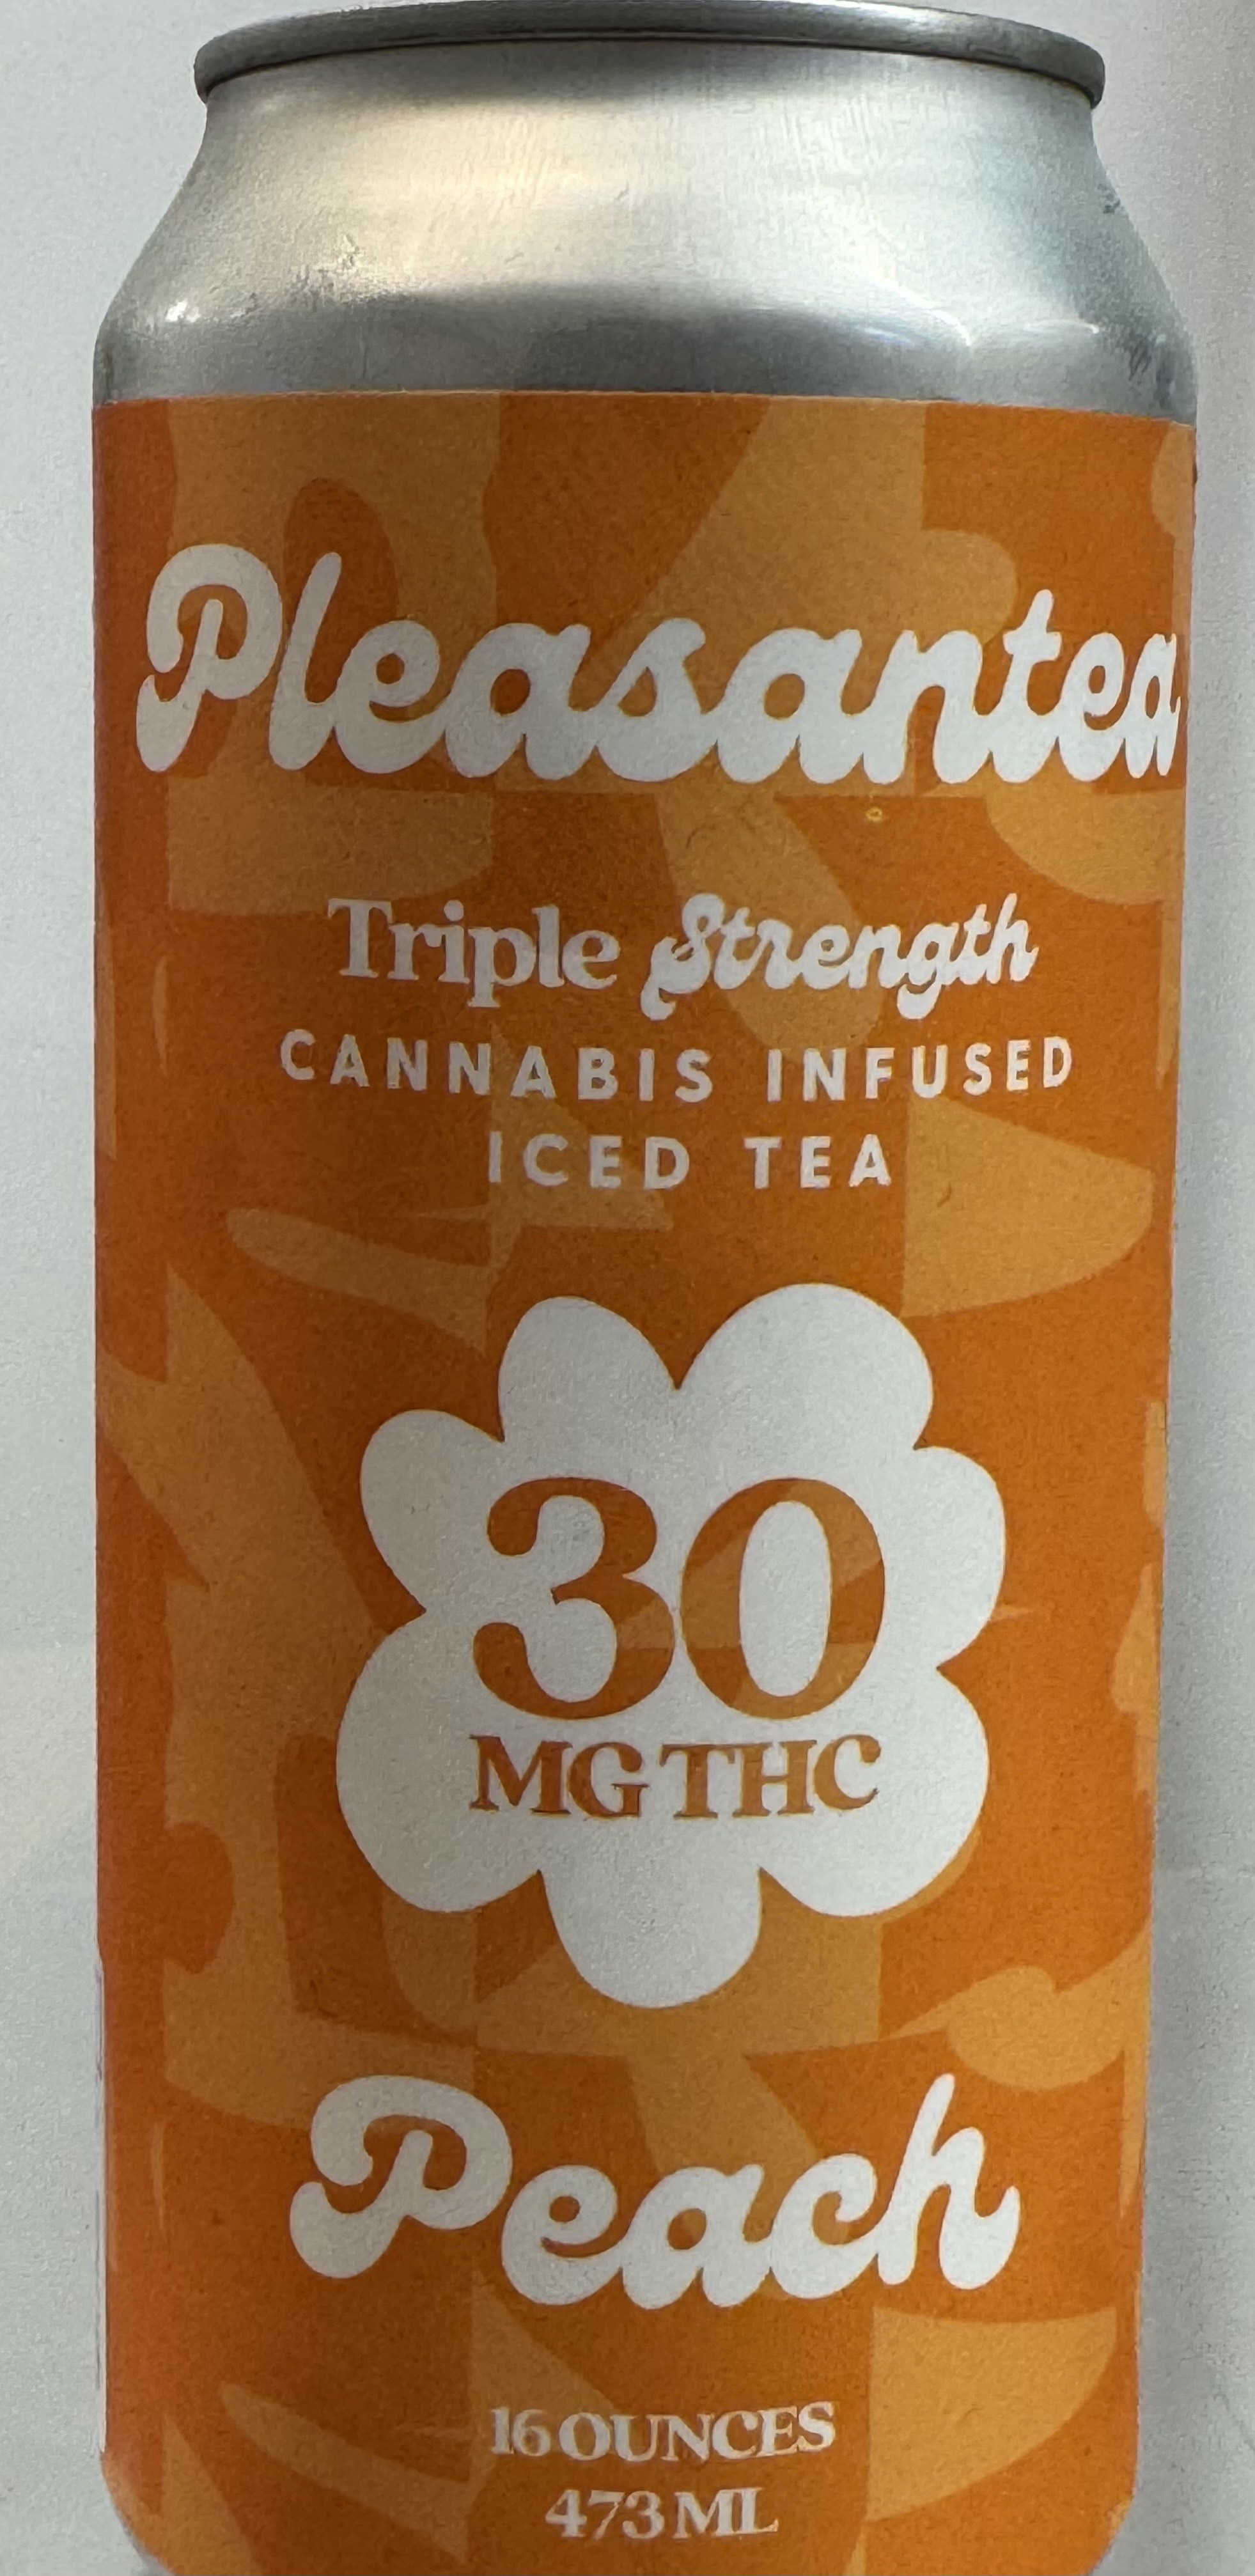 Pleasantea
Triple Strength
CANNABIS INFUSED
ICED TEA
30
MG THC
Peach
16 OUNCES
473 ML